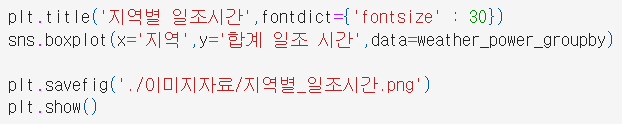 plt.title('지역별 일조시간',fontdict={'fontsize' : 30})
sns.boxplot(x='지역',y='합계 일조 시간',data=weather_power_groupby)
plt.savefig('./이미지자료/지역별_일조시간.png')
plt.show()